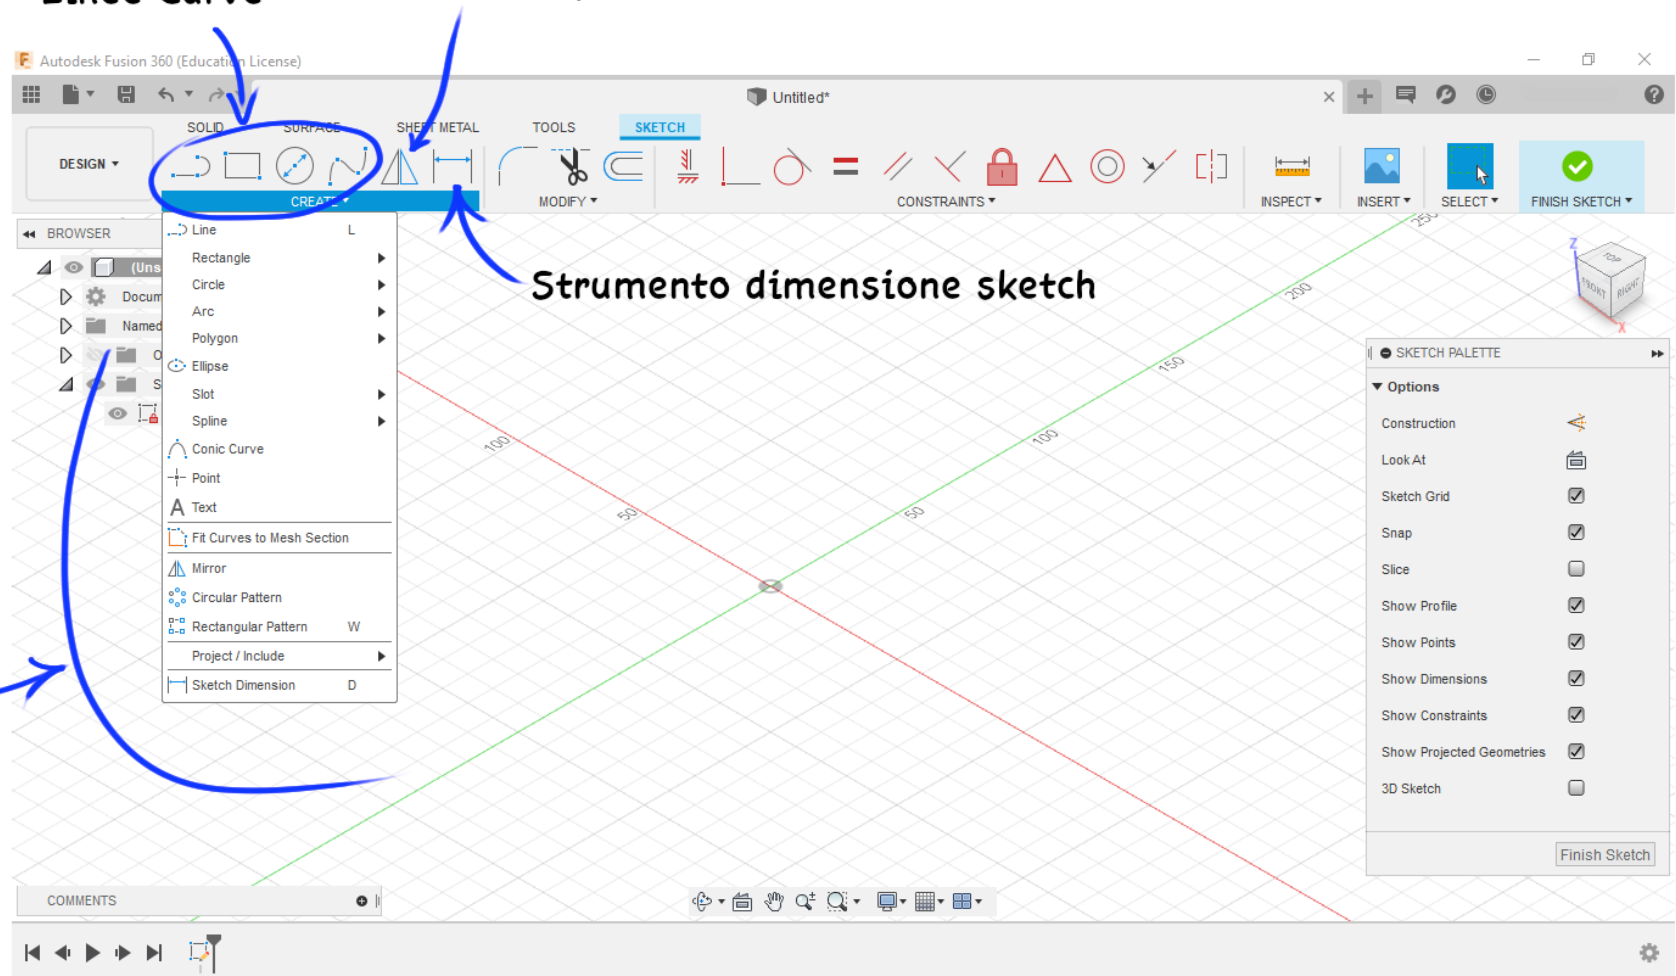 Autodesk Fusion 360 (Education License)
Untitled*
SOLID SURFACE SHEET METAL TOOLS SKETCH
DESIGN
CREATE MODIFY CONSTRAINTS INSPECT INSERT SELECT FINISH SKETCH
BROWSER
(Uns
Docum
Named
O
S
Line L
Rectangle
Circle
Arc
Polygon
Ellipse
Slot
Spline
Conic Curve
Point
A Text
Fit Curves to Mesh Section
Mirror
Circular Pattern
Rectangular Pattern W
Project / Include
Sketch Dimension D
Strumento dimensione sketch
250
200
150
100
50
100
50
Z
TOP
FRONT RIGHT
X
SKETCH PALETTE
Options
Construction
Look At
Sketch Grid
Snap
Slice
Show Profile
Show Points
Show Dimensions
Show Constraints
Show Projected Geometries
3D Sketch
Finish Sketch
COMMENTS